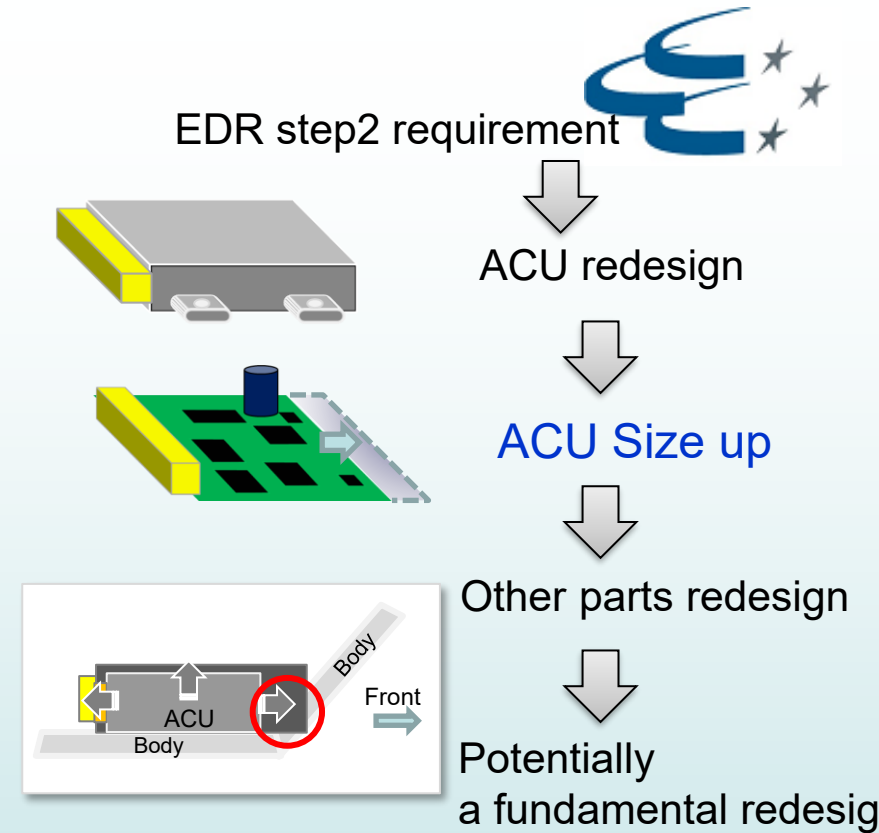 EDR step2 requirement
ACU redesign
ACU Size up
Other parts redesign
Body
Front
ACU
Body
Potentially
a fundamental redesig